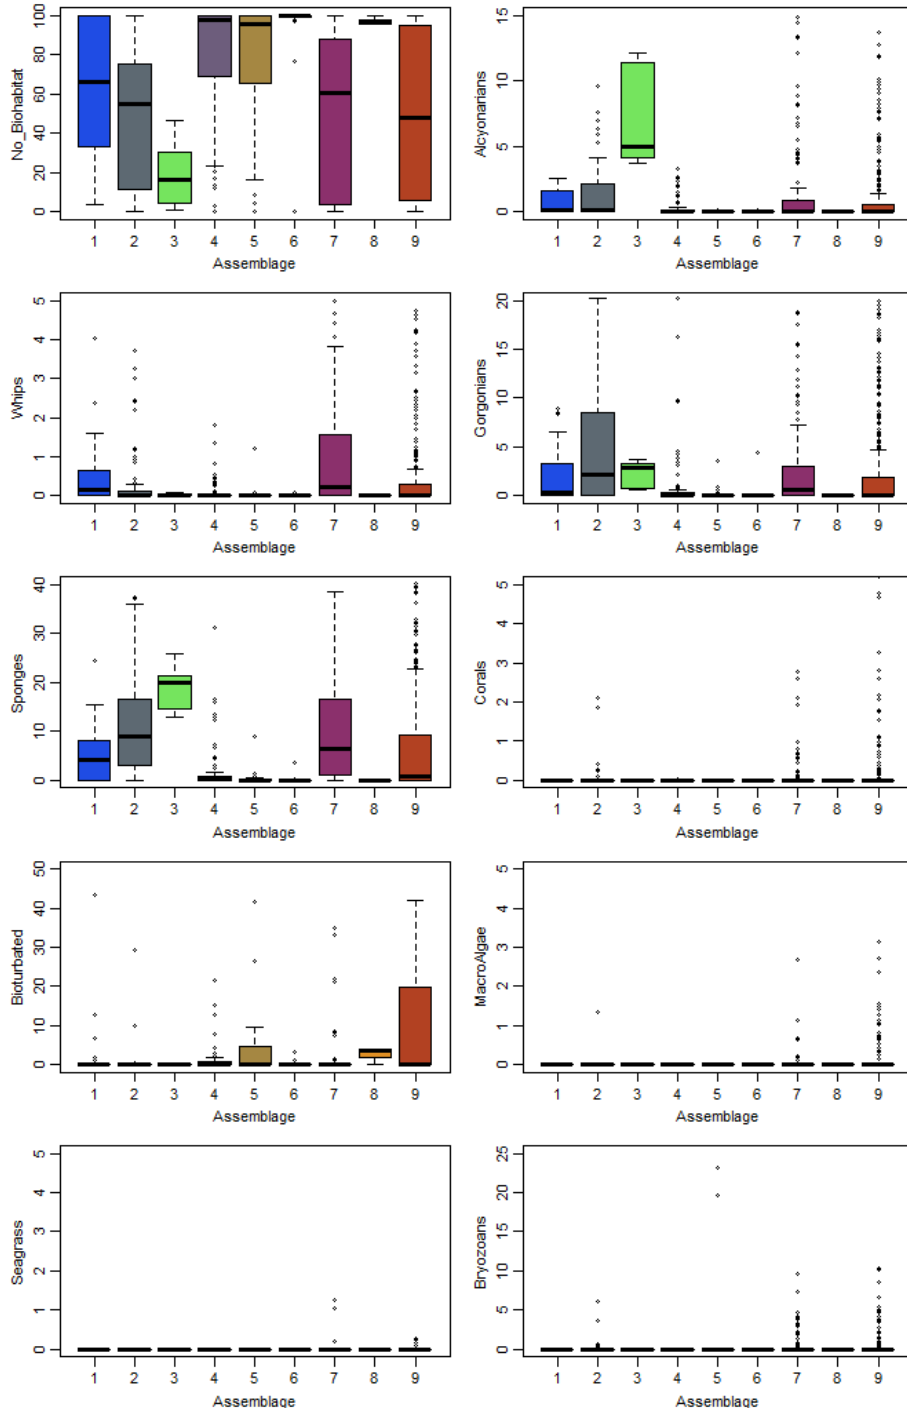 No_Biohabitat
0 20 40 60 80 100
1 2 3 4 5 6 7 8 9
Assemblage
Alcyonarians
0 5 10 15
1 2 3 4 5 6 7 8 9
Assemblage
Whips
0 1 2 3 4 5
1 2 3 4 5 6 7 8 9
Assemblage
Gorgonians
0 5 10 15 20
1 2 3 4 5 6 7 8 9
Assemblage
Sponges
0 10 20 30 40
1 2 3 4 5 6 7 8 9
Assemblage
Corals
0 1 2 3 4 5
1 2 3 4 5 6 7 8 9
Assemblage
Bioturbated
0 10 20 30 40 50
1 2 3 4 5 6 7 8 9
Assemblage
MacroAlgae
0 1 2 3 4 5
1 2 3 4 5 6 7 8 9
Assemblage
Seagrass
0 1 2 3 4 5
1 2 3 4 5 6 7 8 9
Assemblage
Bryozoans
0 5 10 15 20 25
1 2 3 4 5 6 7 8 9
Assemblage